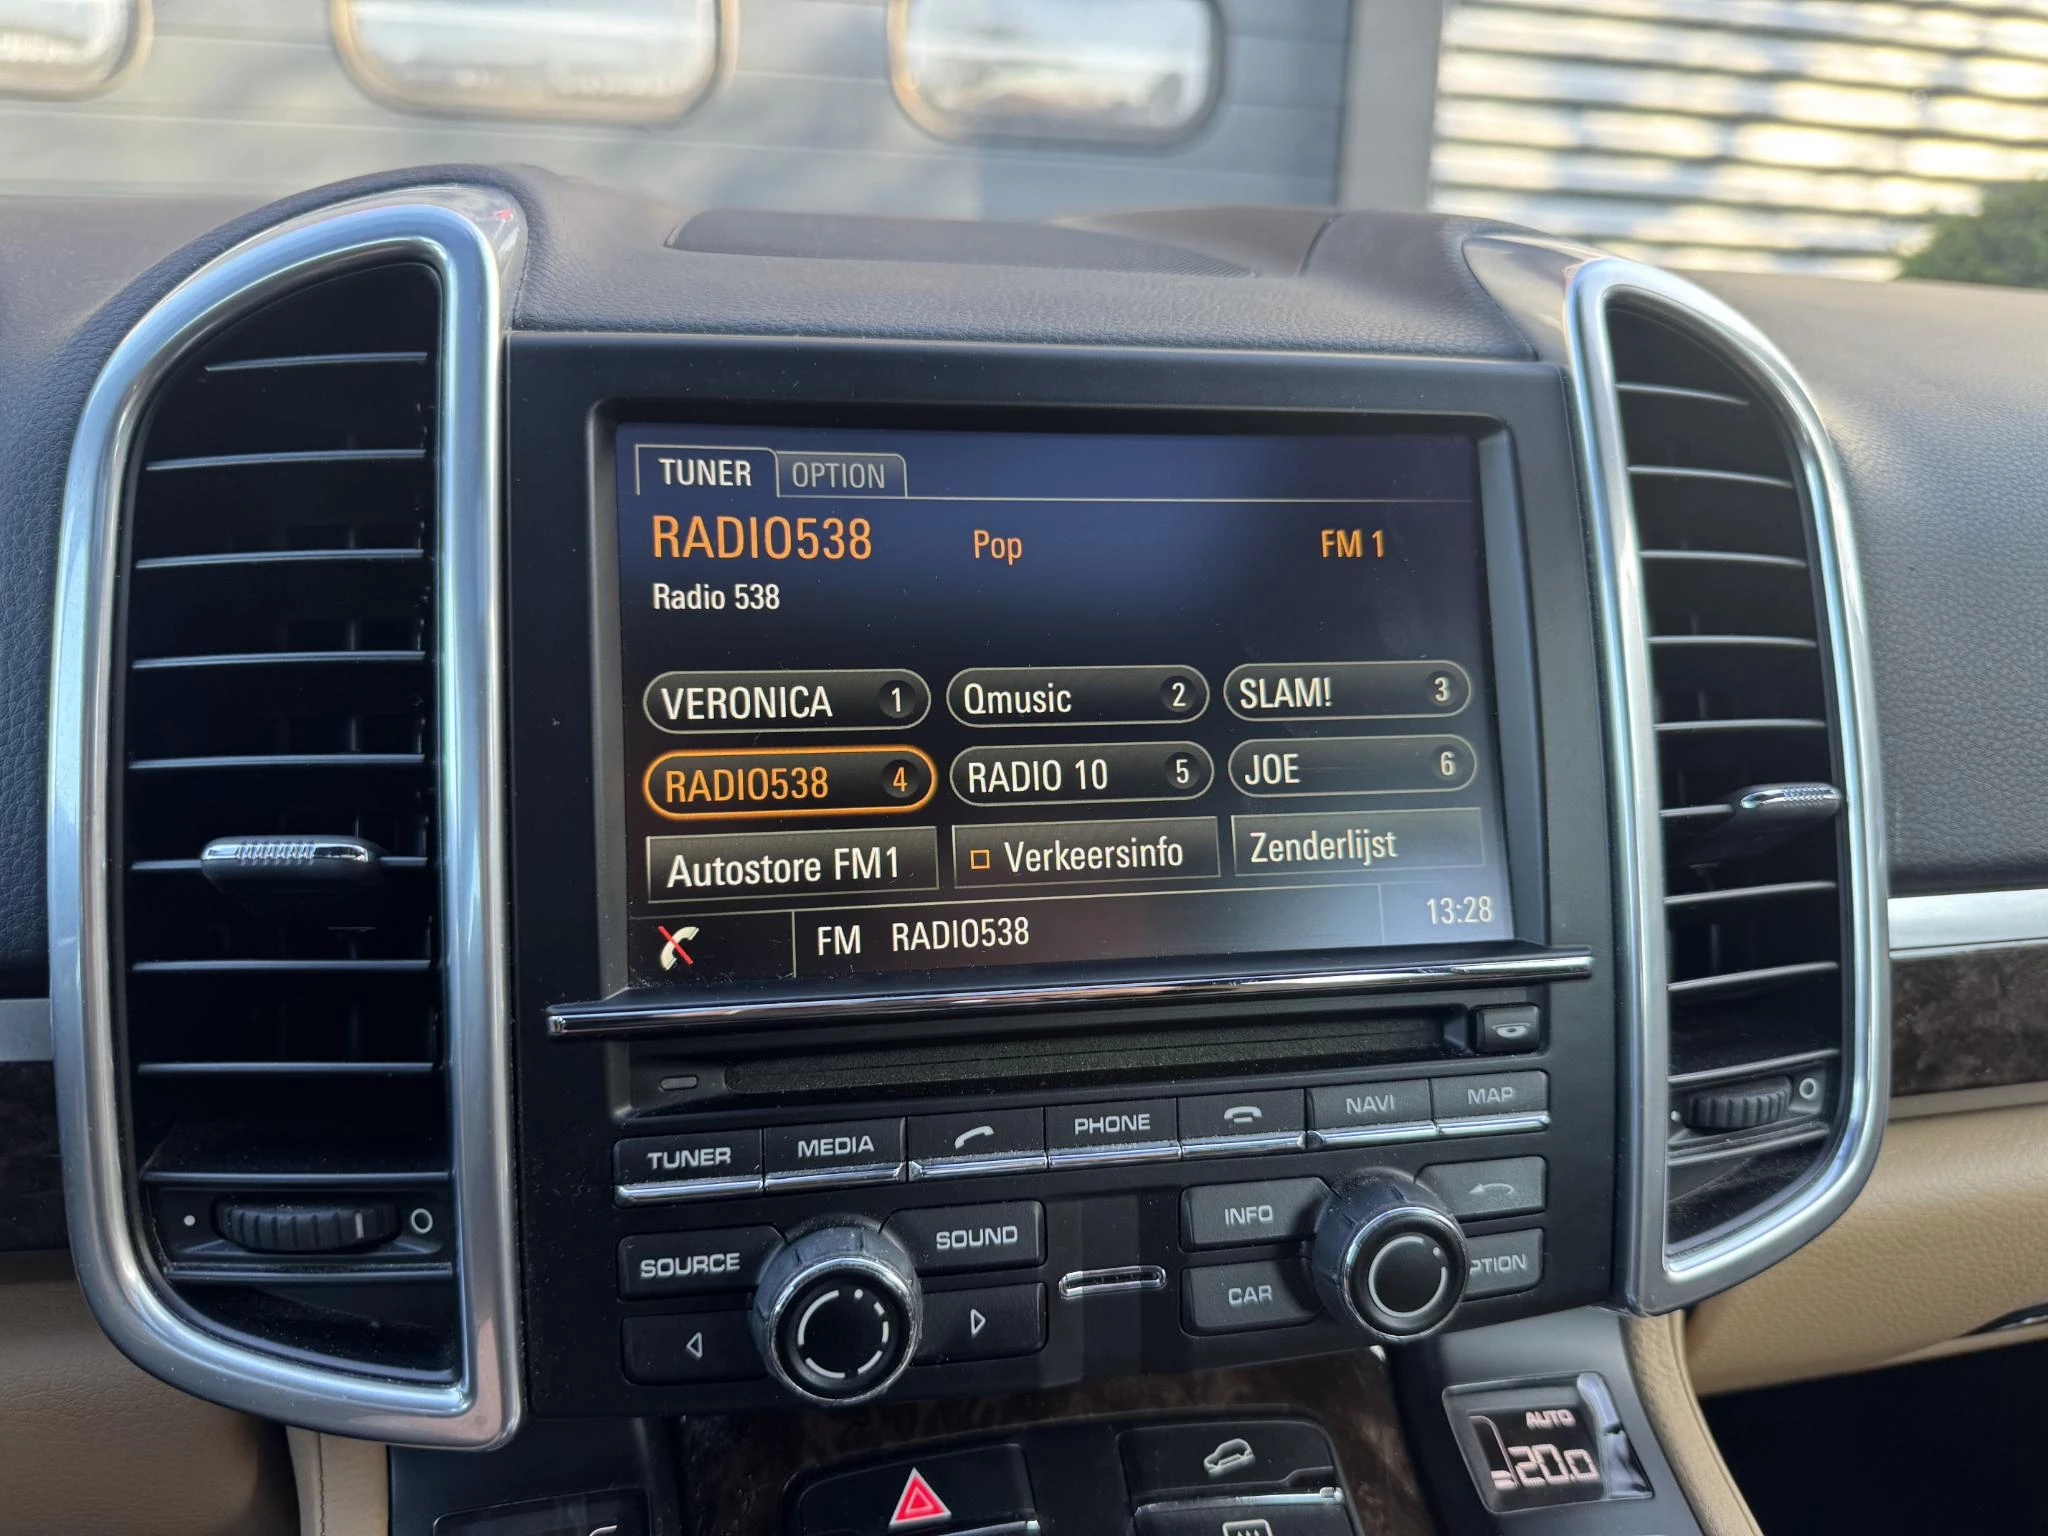 TUNER OPTION
RADIO538 Pop FM 1
Radio 538
VERONICA 1 Qmusic 2 SLAM! 3
RADIO538 4 RADIO 10 5 JOE 6
Autostore FM1 Verkeersinfo Zenderlijst
FM RADIO538 13:28
TUNER MEDIA PHONE NAVI MAP
SOURCE SOUND INFO
CAR PTION
AUTO
20.0